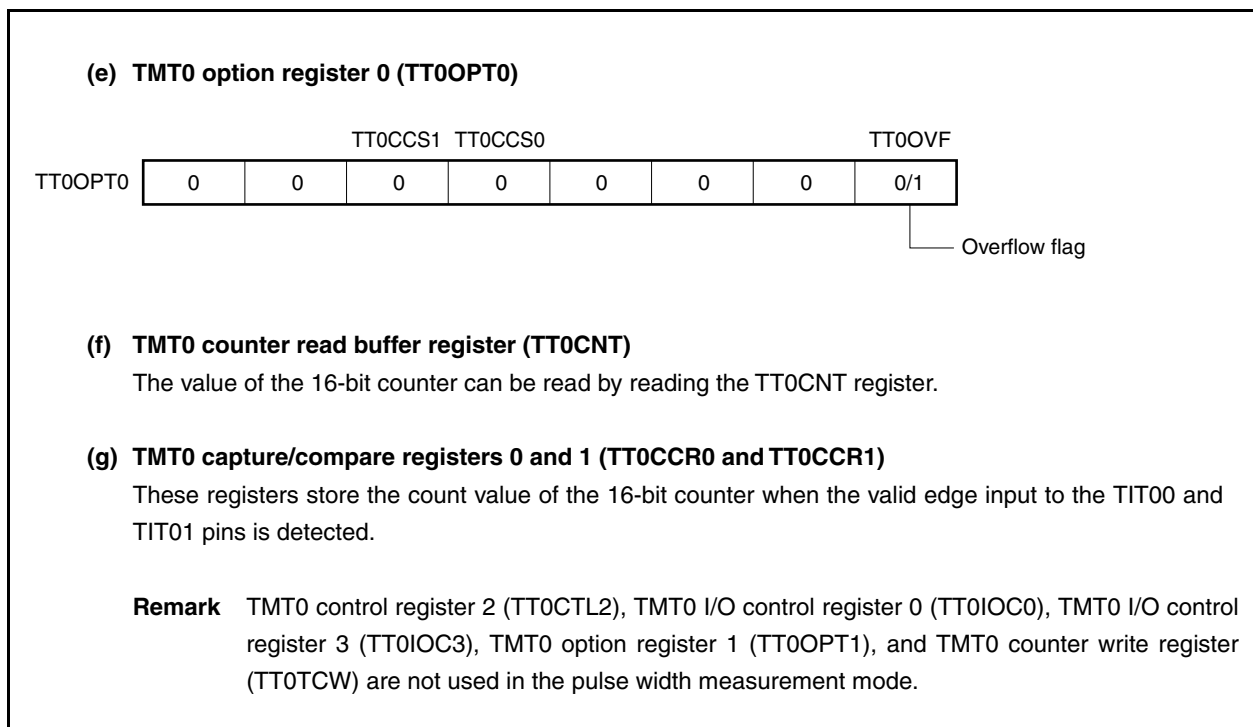 (e) TMT0 option register 0 (TT0OPT0)
TT0CCS1 TT0CCS0 TT0OVF
TT0OPT0 0 0 0 0 0 0 0 0/1
Overflow flag
(f) TMT0 counter read buffer register (TT0CNT)
The value of the 16-bit counter can be read by reading the TT0CNT register.
(g) TMT0 capture/compare registers 0 and 1 (TT0CCR0 and TT0CCR1)
These registers store the count value of the 16-bit counter when the valid edge input to the TIT00 and
TIT01 pins is detected.
Remark TMT0 control register 2 (TT0CTL2), TMT0 I/O control register 0 (TT0IOC0), TMT0 I/O control
register 3 (TT0IOC3), TMT0 option register 1 (TT0OPT1), and TMT0 counter write register
(TT0TCW) are not used in the pulse width measurement mode.